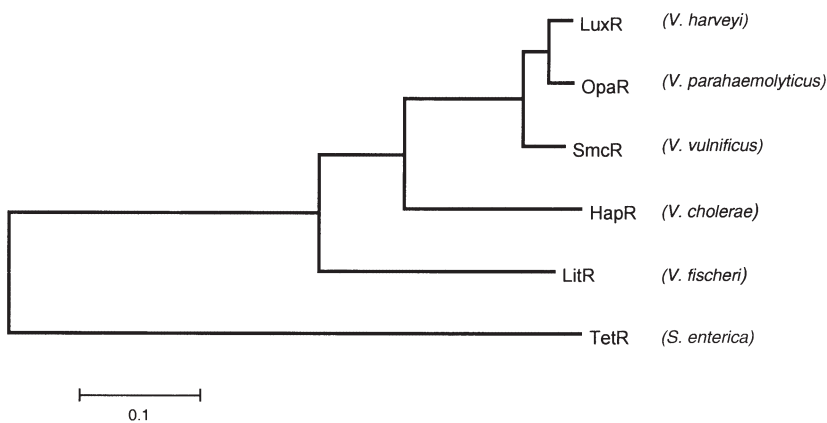 LuxR (V. harveyi)
OpaR (V. parahaemolyticus)
SmcR (V. vulnificus)
HapR (V. cholerae)
LitR (V. fischeri)
TetR (S. enterica)
0.1